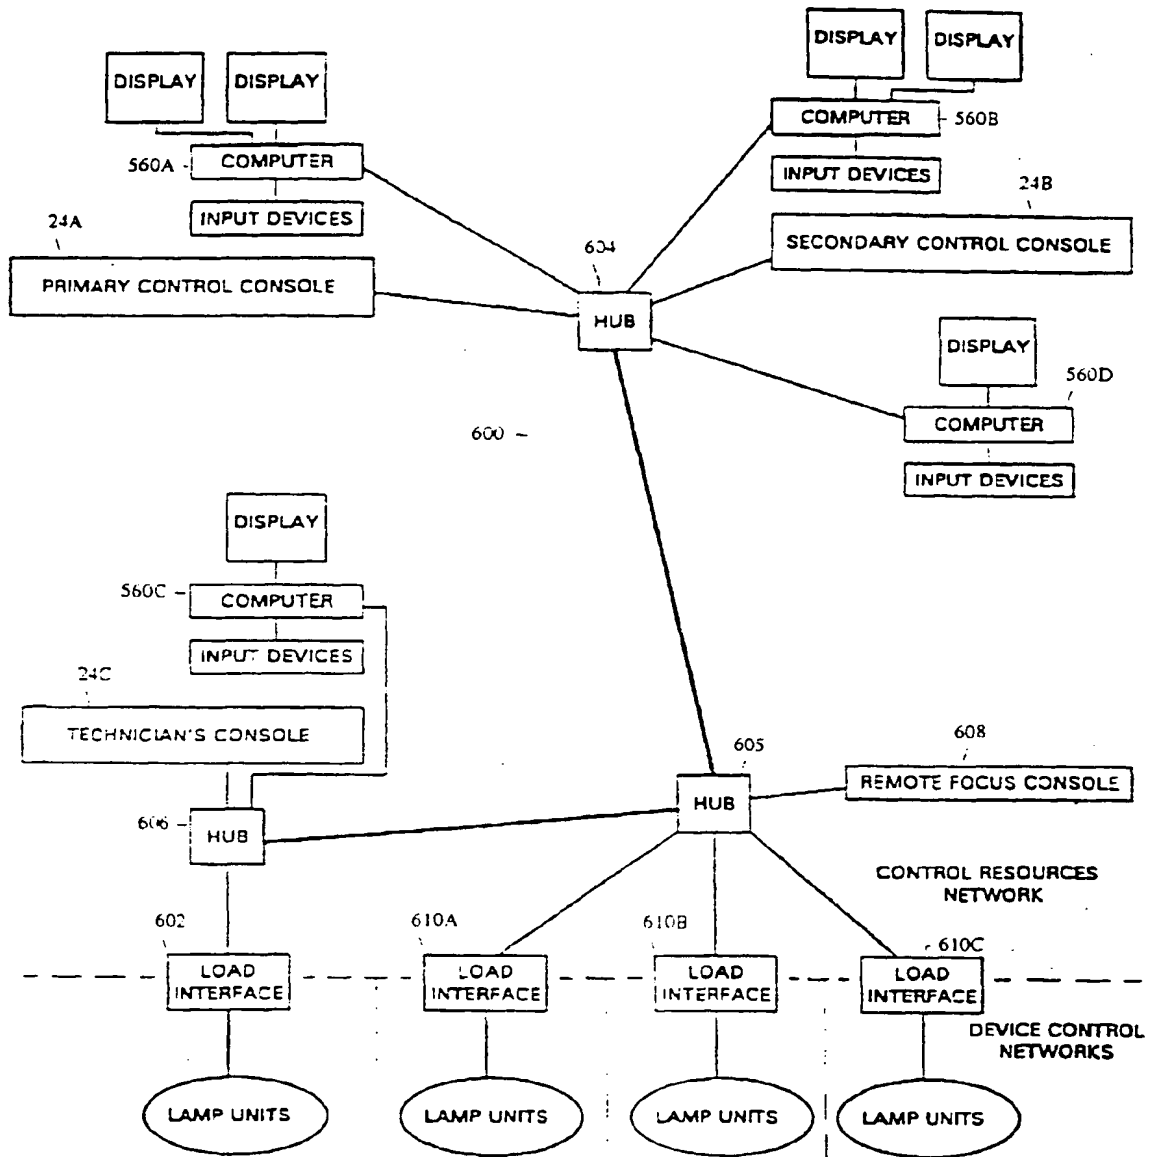 DISPLAY
DISPLAY
DISPLAY
DISPLAY
560A
COMPUTER
COMPUTER
560B
INPUT DEVICES
INPUT DEVICES
24A
24B
PRIMARY CONTROL CONSOLE
604
SECONDARY CONTROL CONSOLE
HUB
DISPLAY
560D
600
COMPUTER
INPUT DEVICES
DISPLAY
560C
COMPUTER
INPUT DEVICES
24C
TECHNICIAN'S CONSOLE
605
608
HUB
REMOTE FOCUS CONSOLE
606
HUB
CONTROL RESOURCES
NETWORK
602
610A
610B
610C
LOAD
INTERFACE
LOAD
INTERFACE
LOAD
INTERFACE
LOAD
INTERFACE
DEVICE CONTROL
NETWORKS
LAMP UNITS
LAMP UNITS
LAMP UNITS
LAMP UNITS